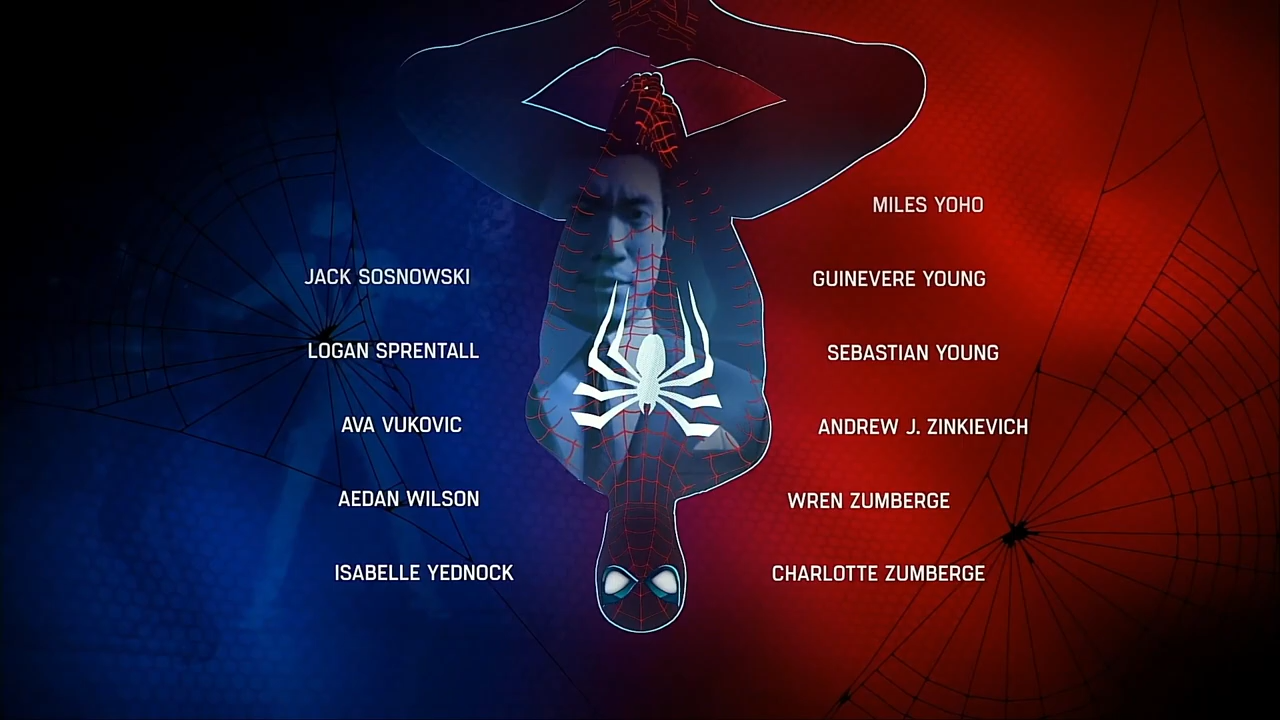 JACK SOSNOWSKI
LOGAN SPRENTALL
AVA VUKOVIC
AEDAN WILSON
ISABELLE YEDNOCK
MILES YOHO
GUINEVERE YOUNG
SEBASTIAN YOUNG
ANDREW J. ZINKIEVICH
WREN ZUMBERGE
CHARLOTTE ZUMBERGE